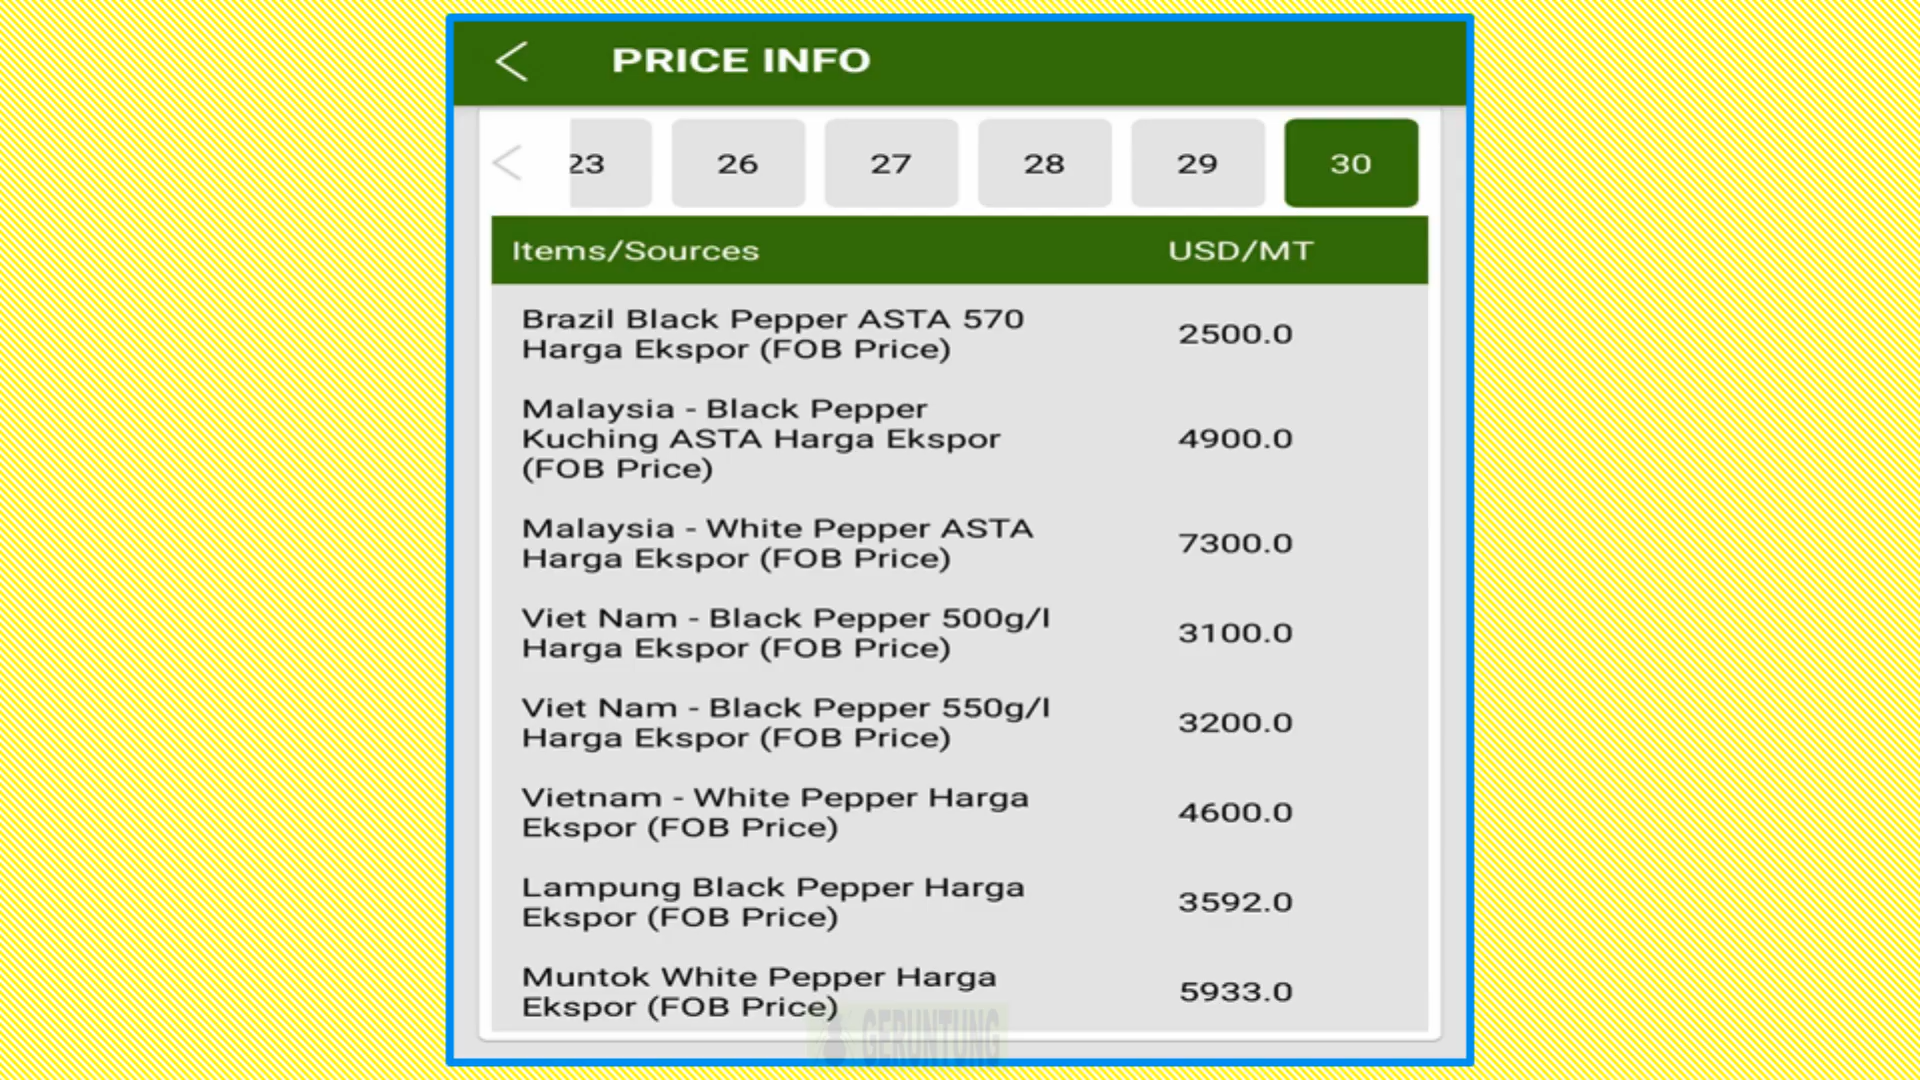 PRICE INFO
23 26 27 28 29 30
Items/Sources USD/MT
Brazil Black Pepper ASTA 570
Harga Ekspor (FOB Price)
2500.0
Malaysia - Black Pepper
Kuching ASTA Harga Ekspor
(FOB Price)
4900.0
Malaysia - White Pepper ASTA
Harga Ekspor (FOB Price)
7300.0
Viet Nam - Black Pepper 500g/l
Harga Ekspor (FOB Price)
3100.0
Viet Nam - Black Pepper 550g/l
Harga Ekspor (FOB Price)
3200.0
Vietnam - White Pepper Harga
Ekspor (FOB Price)
4600.0
Lampung Black Pepper Harga
Ekspor (FOB Price)
3592.0
Muntok White Pepper Harga
Ekspor (FOB Price)
5933.0
GERUNTUNG